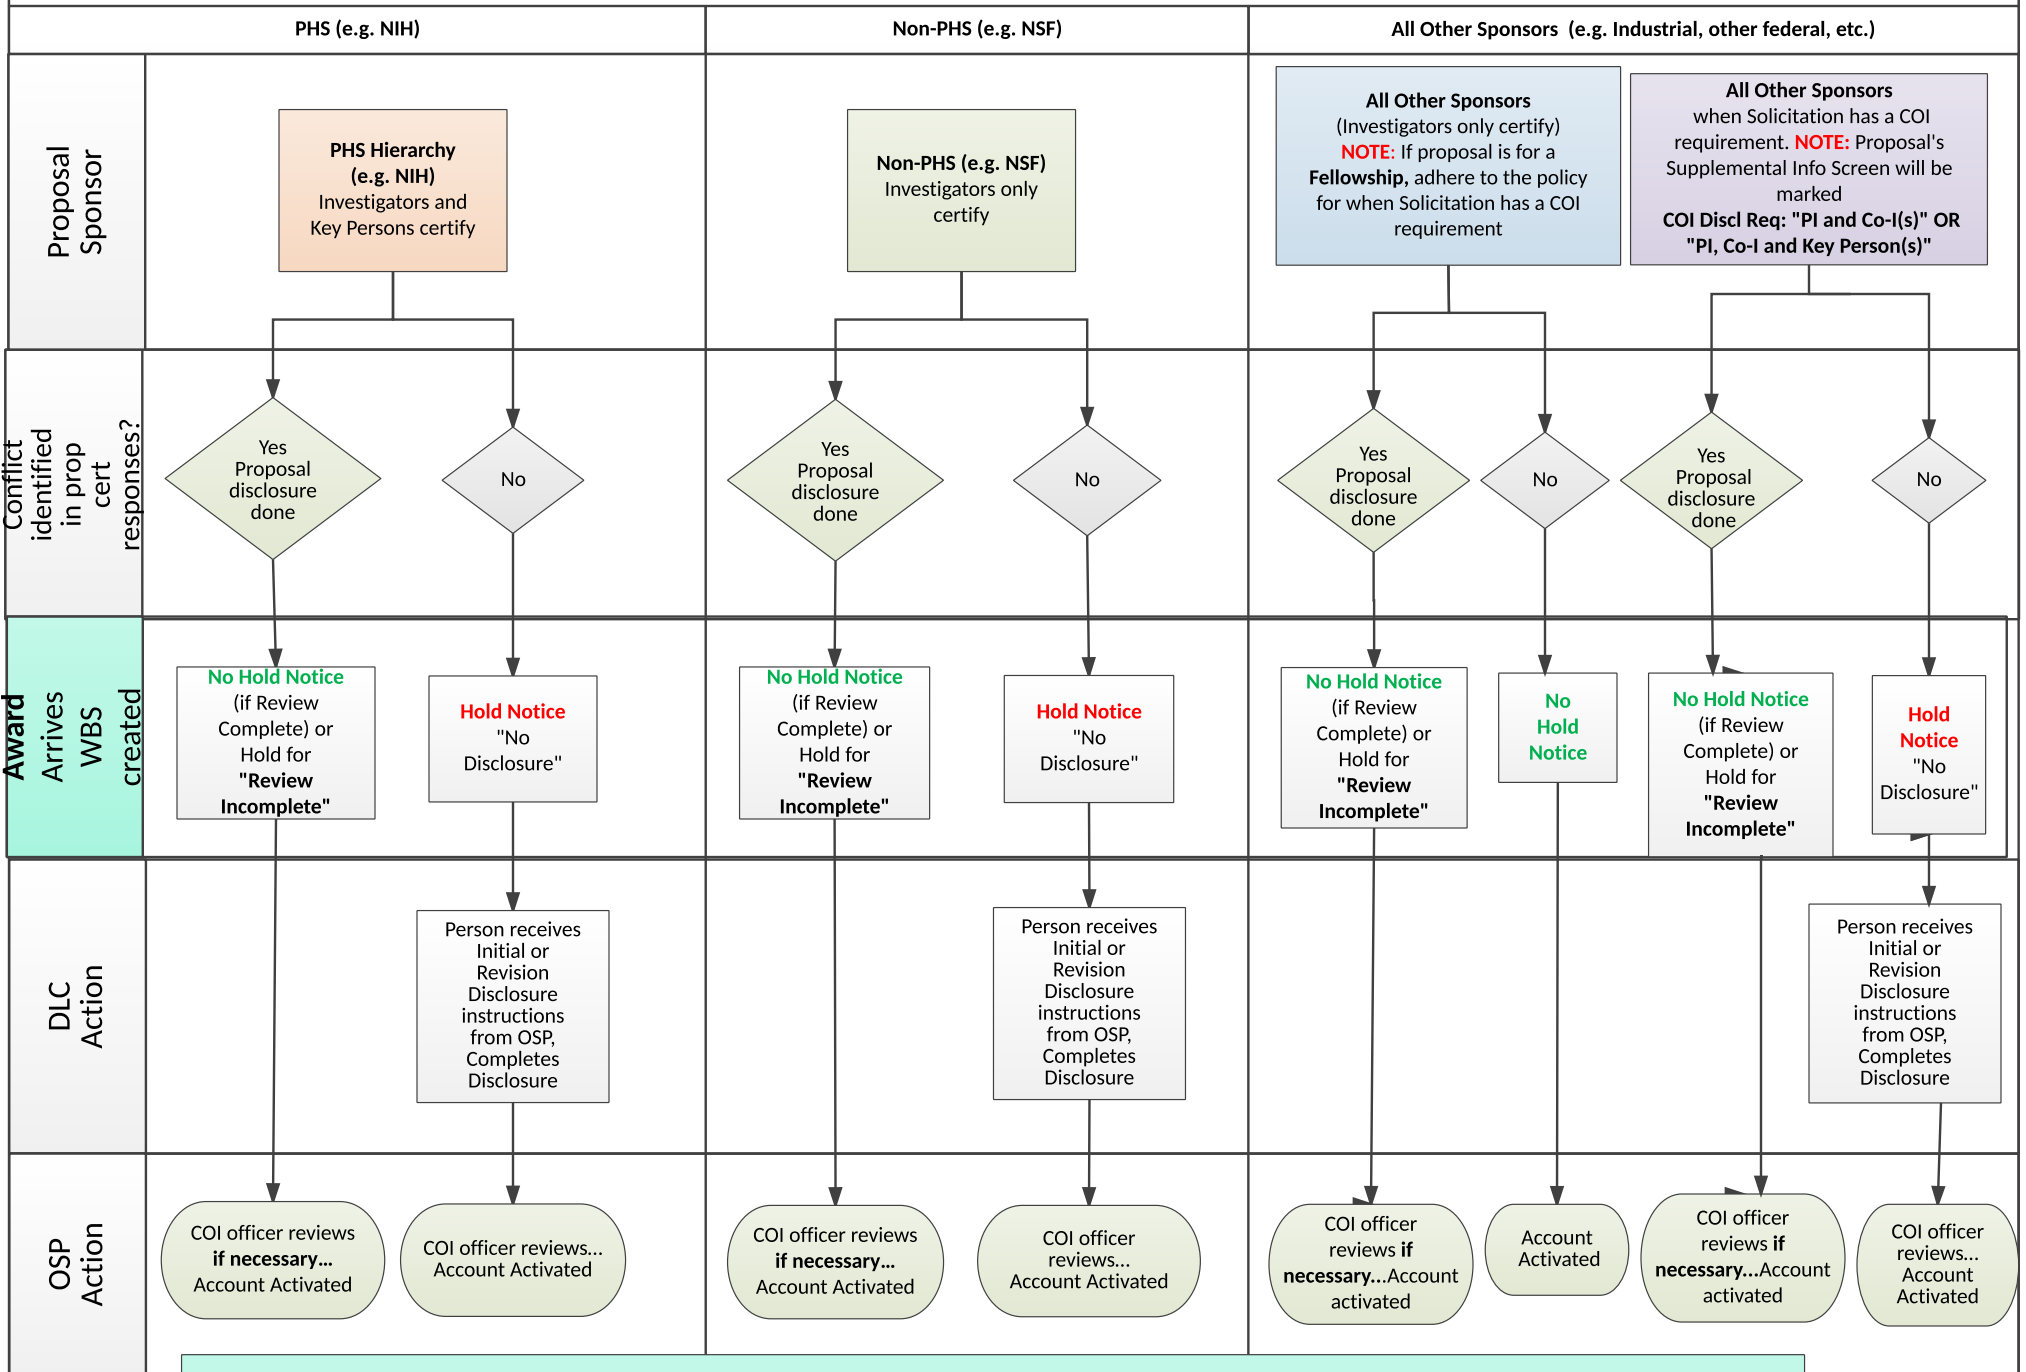 PHS (e.g. NIH)
Non-PHS (e.g. NSF)
All Other Sponsors  (e.g. Industrial, other federal, etc.)
Proposal
Sponsor
PHS Hierarchy
(e.g. NIH)
Investigators and
Key Persons certify
Non-PHS (e.g. NSF)
Investigators only
certify
All Other Sponsors
(Investigators only certify)
NOTE: If proposal is for a
Fellowship, adhere to the policy
for when Solicitation has a COI
requirement
All Other Sponsors
when Solicitation has a COI
requirement. NOTE: Proposal's
Supplemental Info Screen will be
marked
COI Discl Req: "PI and Co-I(s)" OR
"PI, Co-I and Key Person(s)"
Conflict
identified
in prop
cert
responses?
Yes
Proposal
disclosure
done
No
Yes
Proposal
disclosure
done
No
Yes
Proposal
disclosure
done
No
Yes
Proposal
disclosure
done
No
Award
Arrives
WBS
created
No Hold Notice
(if Review
Complete) or
Hold for
"Review
Incomplete"
Hold Notice
"No
Disclosure"
No Hold Notice
(if Review
Complete) or
Hold for
"Review
Incomplete"
Hold Notice
"No
Disclosure"
No Hold Notice
(if Review
Complete) or
Hold for
"Review
Incomplete"
No
Hold
Notice
No Hold Notice
(if Review
Complete) or
Hold for
"Review
Incomplete"
Hold
Notice
"No
Disclosure"
DLC
Action
Person receives
Initial or
Revision
Disclosure
instructions
from OSP,
Completes
Disclosure
Person receives
Initial or
Revision
Disclosure
instructions
from OSP,
Completes
Disclosure
Person receives
Initial or
Revision
Disclosure
instructions
from OSP,
Completes
Disclosure
OSP
Action
COI officer reviews
if necessary...
Account Activated
COI officer reviews...
Account Activated
COI officer reviews
if necessary...
Account Activated
COI officer
reviews...
Account Activated
COI officer
reviews if
necessary...Account
activated
Account
Activated
COI officer
reviews if
necessary...Account
activated
COI officer
reviews...
Account
Activated